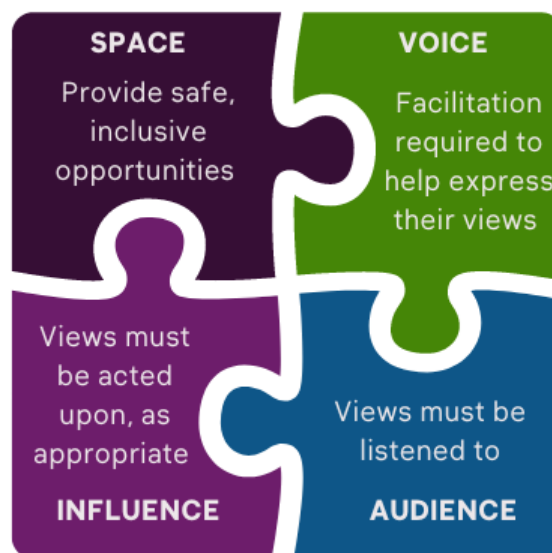 SPACE
Provide safe,
inclusive
opportunities
VOICE
Facilitation
required to
help express
their views
Views must
be acted
upon, as
appropriate
INFLUENCE
Views must be
listened to
AUDIENCE